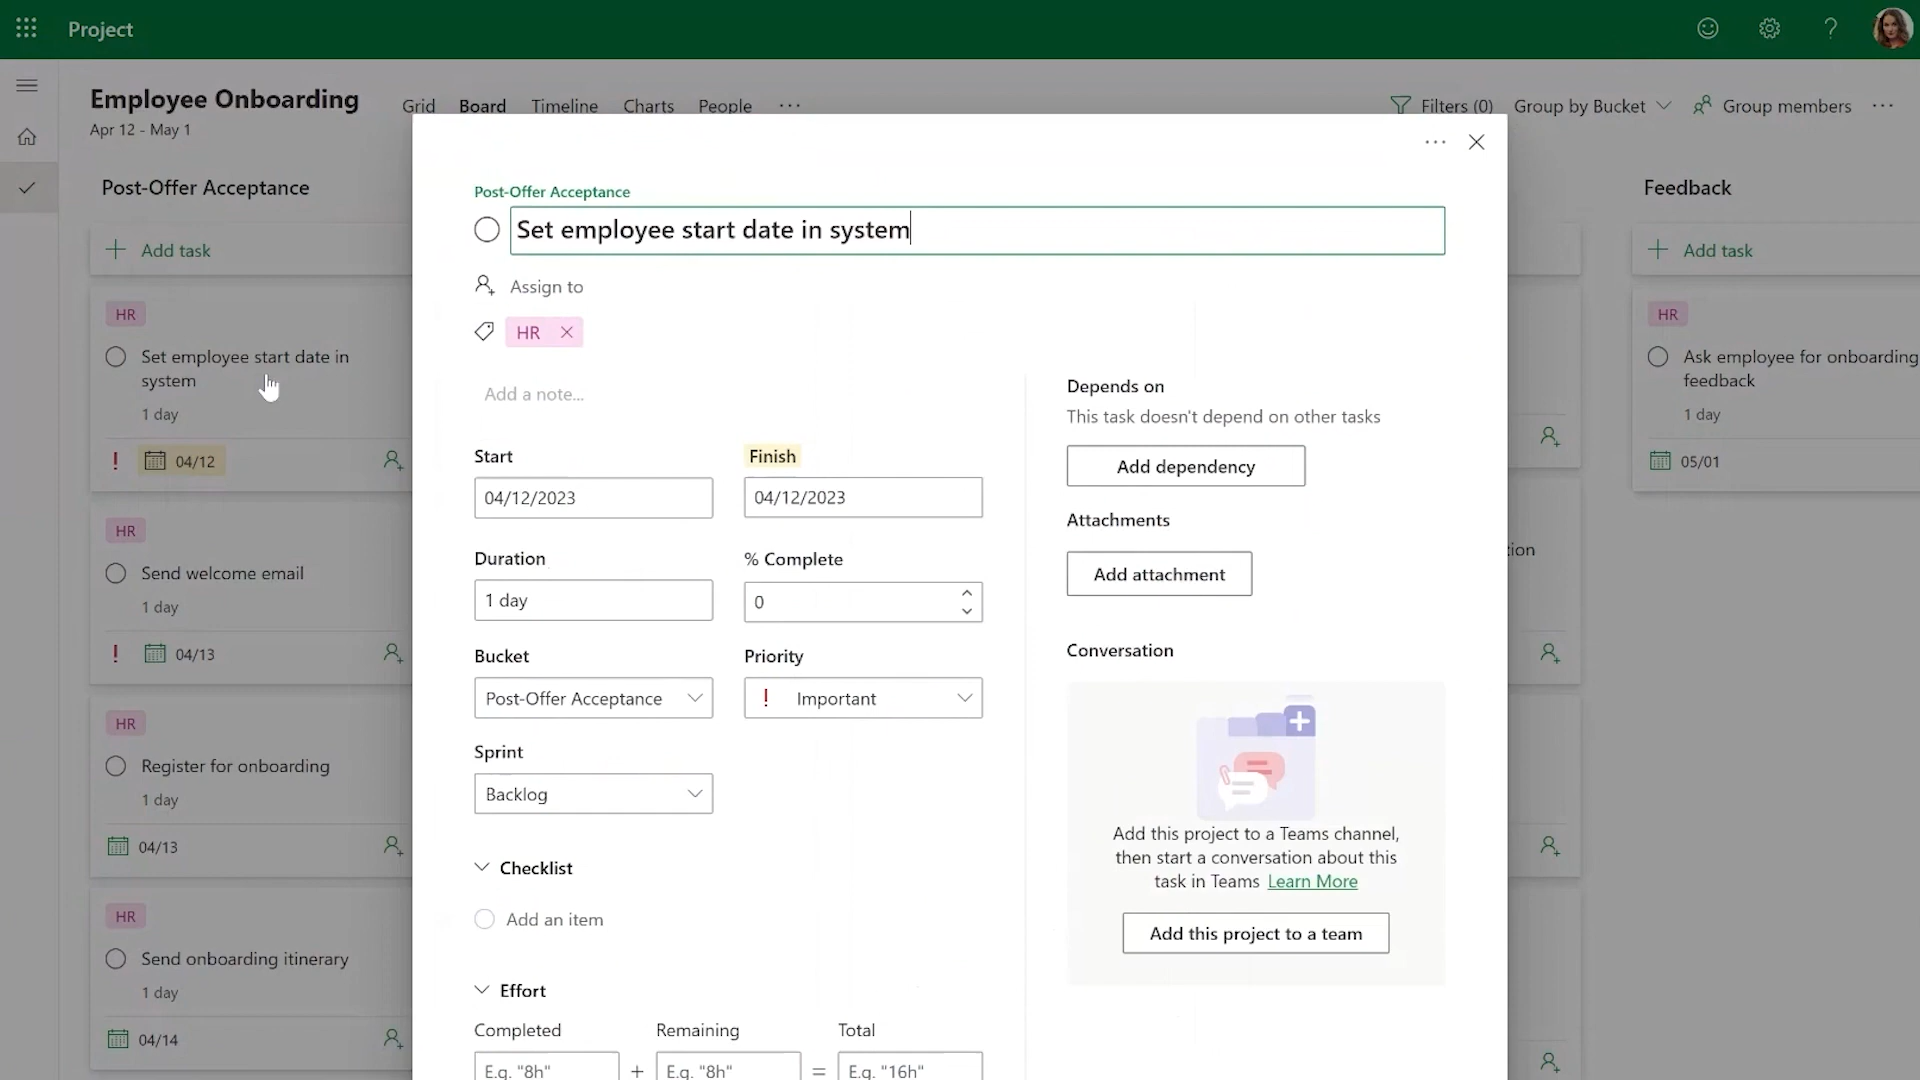 Project
Employee Onboarding
Apr 12 - May 1
Grid
Board
Timeline
Charts
People
Filters (0)
Group by Bucket
Group members
Post-Offer Acceptance
Add task
HR
Set employee start date in
system
1 day
04/12
HR
Send welcome email
1 day
04/13
HR
Register for onboarding
1 day
04/13
HR
Send onboarding itinerary
1 day
04/14
Post-Offer Acceptance
Set employee start date in system
Assign to
HR
Add a note...
Start
Finish
04/12/2023
04/12/2023
Duration
% Complete
1 day
0
Bucket
Priority
Post-Offer Acceptance
! Important
Sprint
Backlog
Checklist
Add an item
Effort
Completed
Remaining
Total
E.g. "8h"
+
E.g. "8h"
=
E.g. "16h"
Depends on
This task doesn't depend on other tasks
Add dependency
Attachments
Add attachment
Conversation
Add this project to a Teams channel,
then start a conversation about this
task in Teams Learn More
Add this project to a team
Feedback
Add task
HR
Ask employee for onboarding
feedback
1 day
05/01